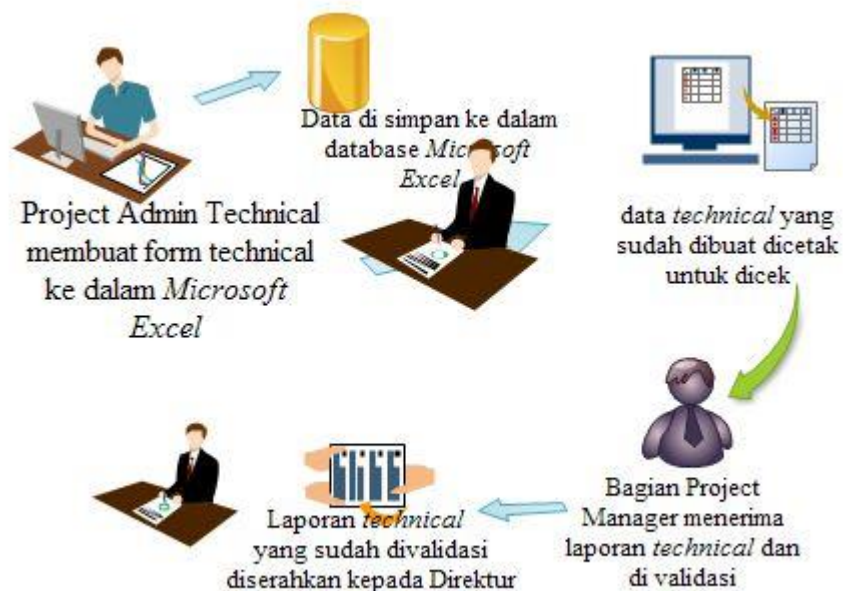 Project Admin Technical
membuat form technical
ke dalam Microsoft
Excel
Data di simpan ke dalam
database Microsoft
Excel
data technical yang
sudah dibuat dicetak
untuk dicek
Bagian Project
Manager menerima
laporan technical dan
di validasi
Laporan technical
yang sudah divalidasi
diserahkan kepada Direktur